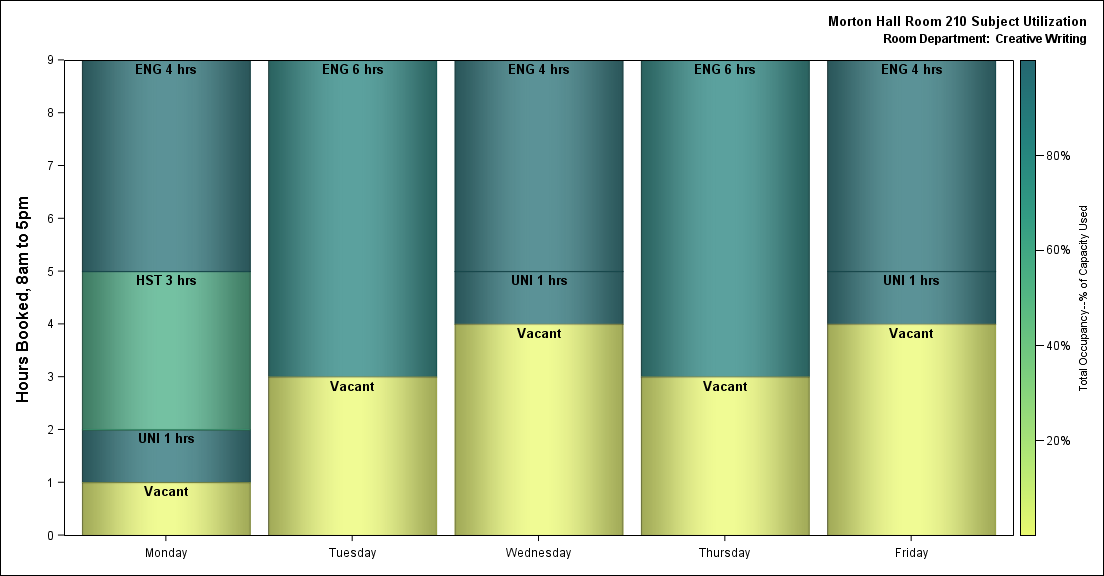 Morton Hall Room 210 Subject Utilization
Room Department: Creative Writing
Hours Booked, 8am to 5pm
9
8
7
6
5
4
3
2
1
0
ENG 4 hrs
HST 3 hrs
UNI 1 hrs
Vacant
Monday
ENG 6 hrs
Vacant
Tuesday
ENG 4 hrs
UNI 1 hrs
Vacant
Wednesday
ENG 6 hrs
Vacant
Thursday
ENG 4 hrs
UNI 1 hrs
Vacant
Friday
80%
60%
40%
20%
Total Occupancy--% of Capacity Used